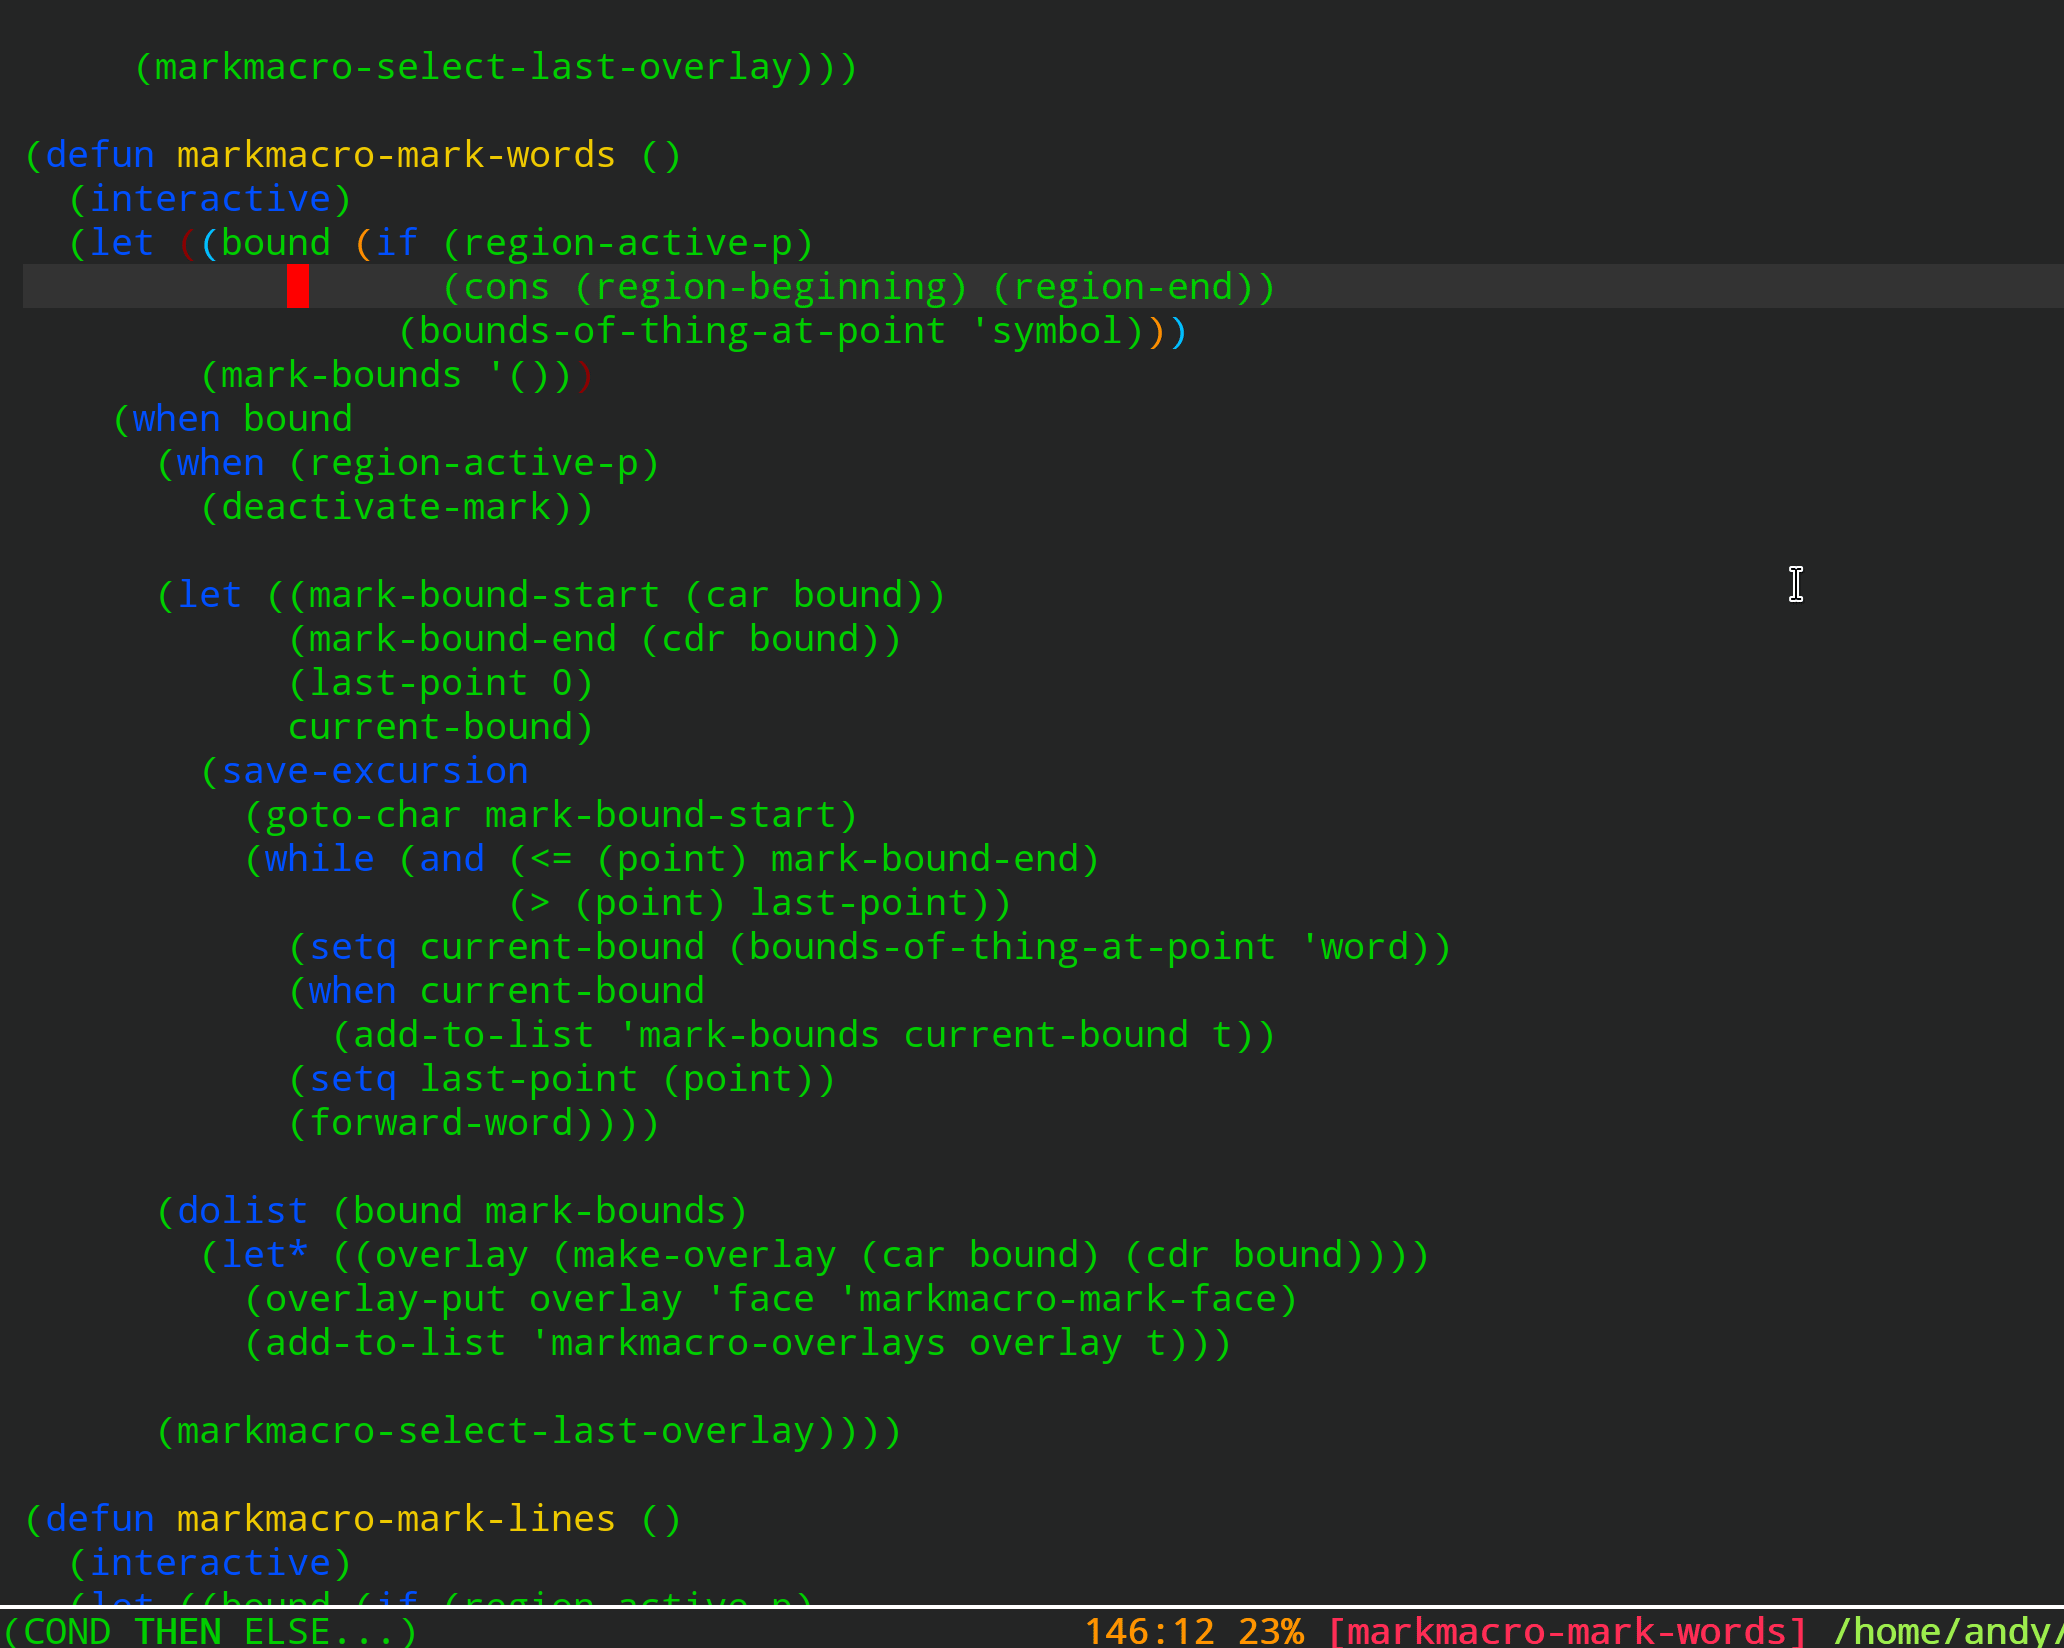 (markmacro-select-last-overlay)))
(defun markmacro-mark-words ()
(interactive)
(let ((bound (if (region-active-p)
(cons (region-beginning) (region-end))
(bounds-of-thing-at-point 'symbol)))
(mark-bounds '()))
(when bound
(when (region-active-p)
(deactivate-mark))
(let ((mark-bound-start (car bound))
(mark-bound-end (cdr bound))
(last-point 0)
current-bound)
(save-excursion
(goto-char mark-bound-start)
(while (and (<= (point) mark-bound-end)
(> (point) last-point))
(setq current-bound (bounds-of-thing-at-point 'word))
(when current-bound
(add-to-list 'mark-bounds current-bound t))
(setq last-point (point))
(forward-word))))
(dolist (bound mark-bounds)
(let* ((overlay (make-overlay (car bound) (cdr bound))))
(overlay-put overlay 'face 'markmacro-mark-face)
(add-to-list 'markmacro-overlays overlay t)))
(markmacro-select-last-overlay))))
(defun markmacro-mark-lines ()
(interactive)
(let ((bound (if (region-active-p)
(COND THEN ELSE...) 146:12 23% [markmacro-mark-words] /home/andy/